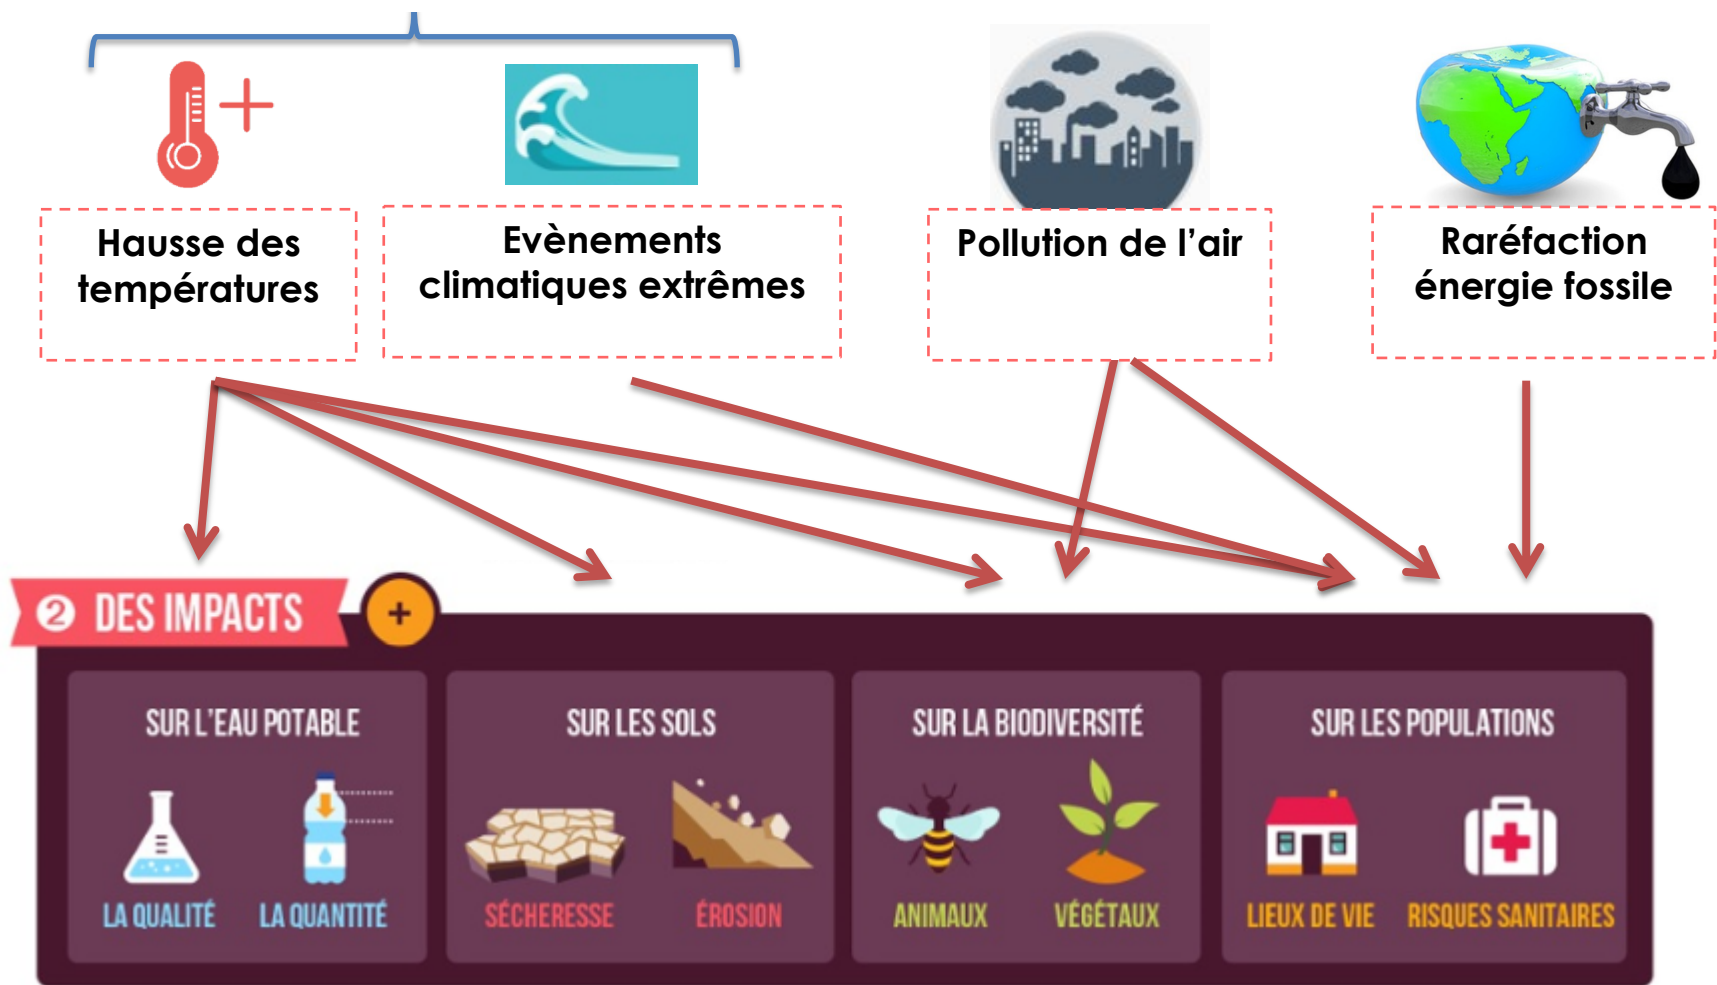 Hausse des
températures
Evènements
climatiques extrêmes
Pollution de l’air
Raréfaction
énergie fossile
2 DES IMPACTS
+
SUR L’EAU POTABLE
LA QUALITÉ
LA QUANTITÉ
SUR LES SOLS
SÉCHERESSE
ÉROSION
SUR LA BIODIVERSITÉ
ANIMAUX
VÉGÉTAUX
SUR LES POPULATIONS
LIEUX DE VIE
RISQUES SANITAIRES